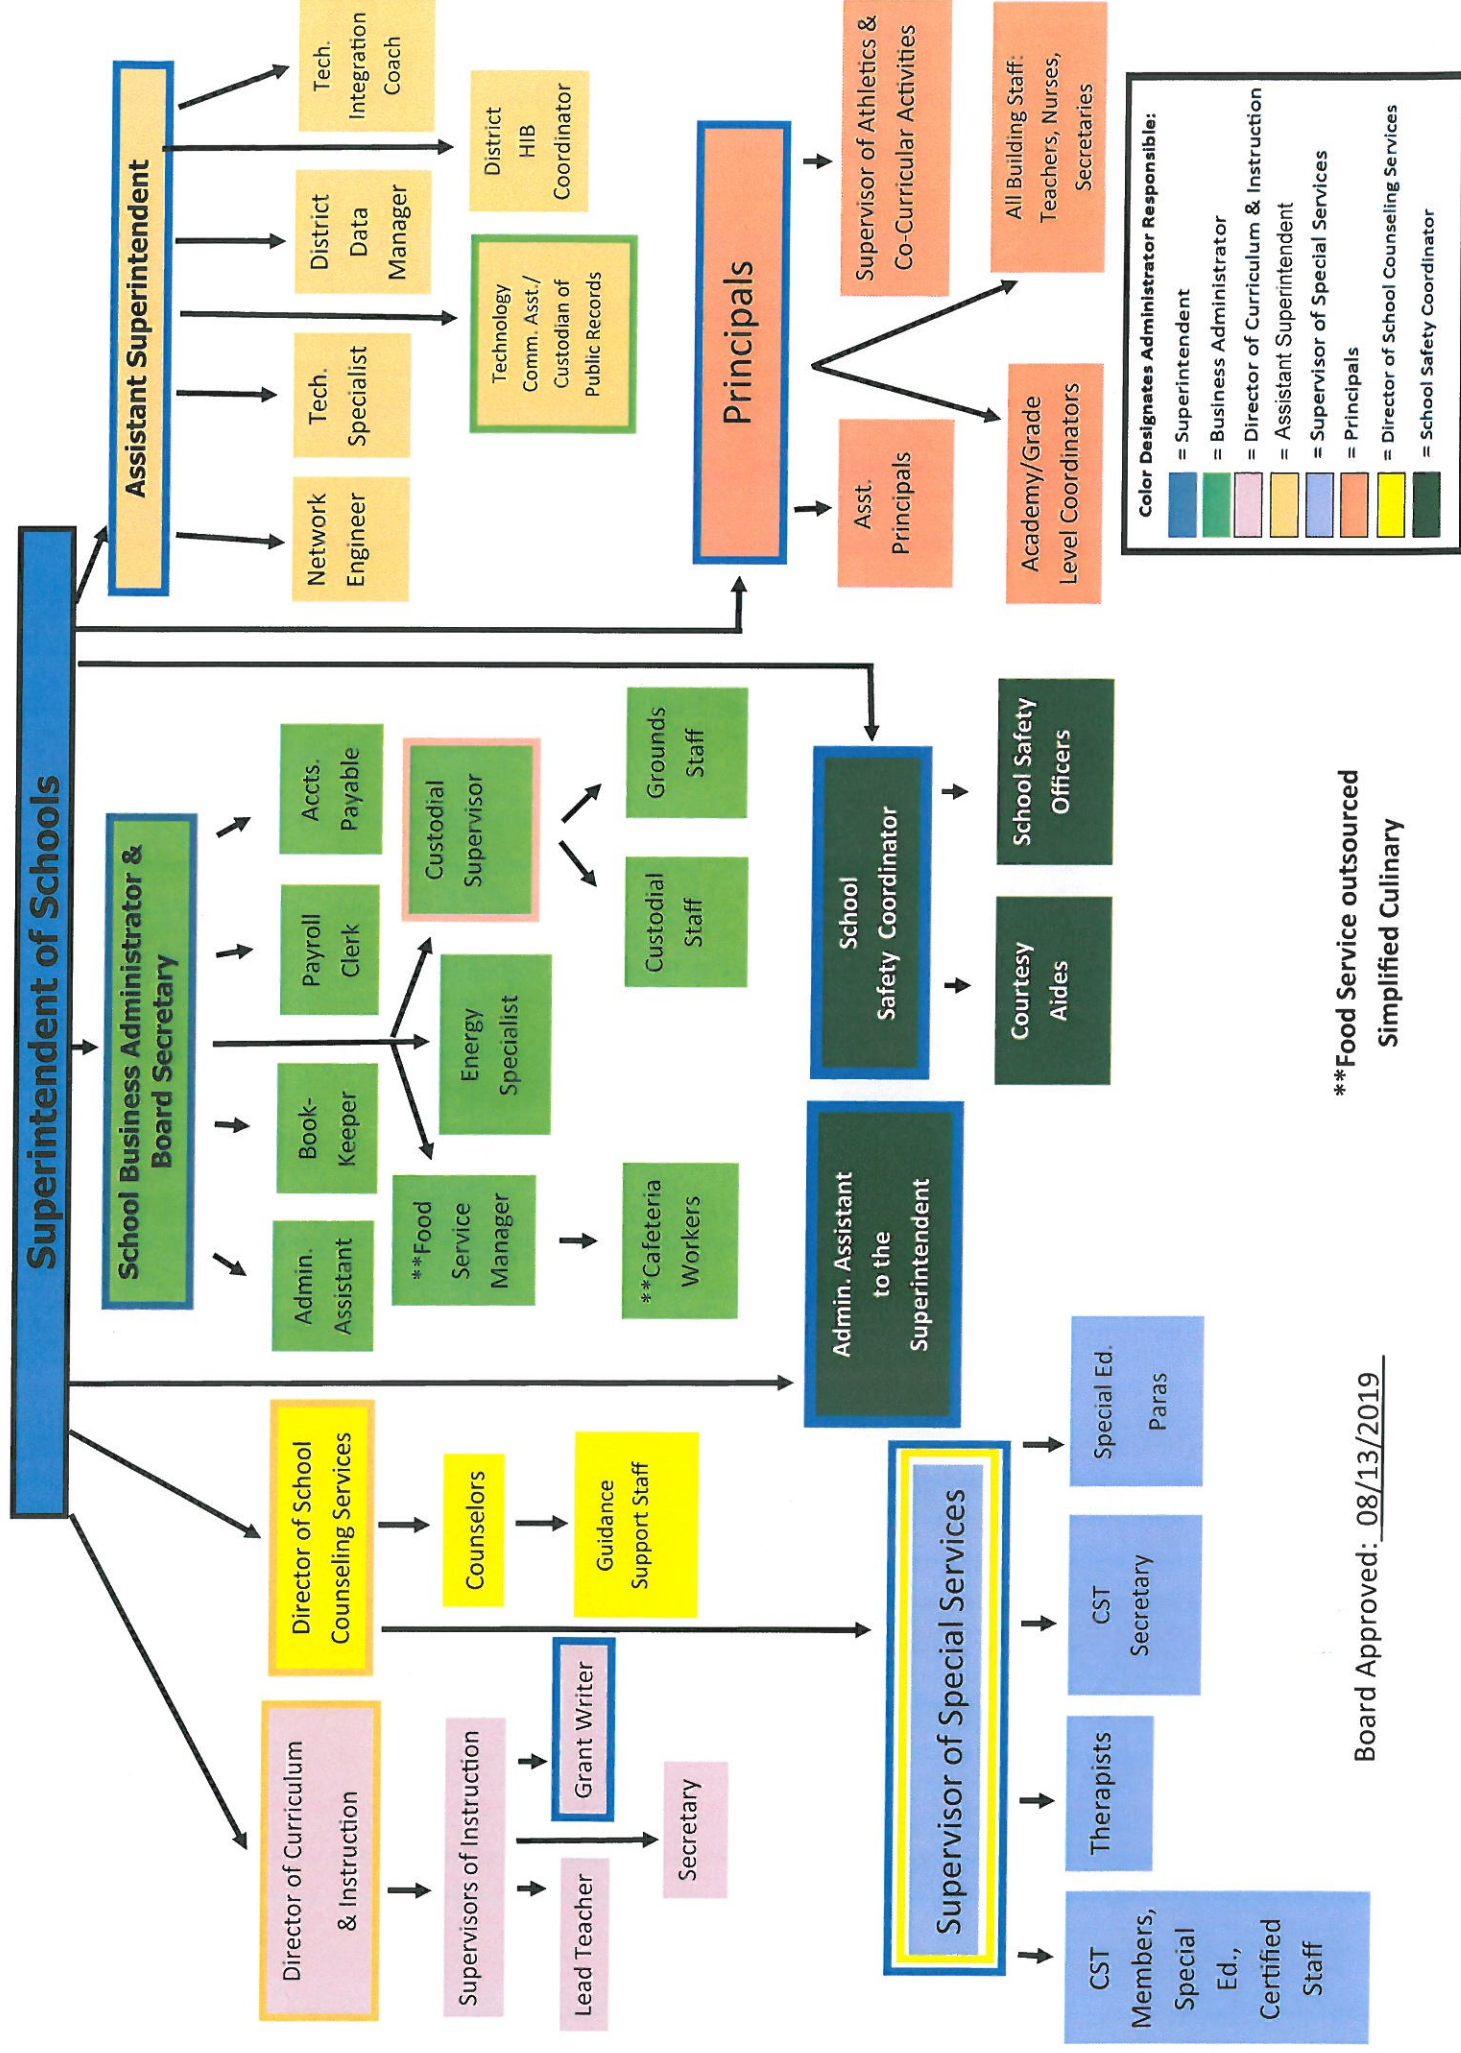 Superintendent of Schools
Director of Curriculum
& Instruction
Supervisors of Instruction
Lead Teacher
Grant Writer
Secretary
Director of School
Counseling Services
Counselors
Guidance
Support Staff
Supervisor of Special Services
CST
Members,
Special
Ed.,
Certified
Staff
Therapists
CST
Secretary
Special Ed.
Paras
School Business Administrator &
Board Secretary
Admin.
Assistant
Book-
Keeper
Payroll
Clerk
Accts.
Payable
**Food
Service
Manager
Energy
Specialist
Custodial
Supervisor
**Cafeteria
Workers
Custodial
Staff
Grounds
Staff
Admin. Assistant
to the
Superintendent
School
Safety Coordinator
Courtesy
Aides
School Safety
Officers
Assistant Superintendent
Network
Engineer
Tech.
Specialist
District
Data
Manager
Tech.
Integration
Coach
Technology
Comm. Asst./
Custodian of
Public Records
District
HIB
Coordinator
Principals
Asst.
Principals
Supervisor of Athletics &
Co-Curricular Activities
Academy/Grade
Level Coordinators
All Building Staff:
Teachers, Nurses,
Secretaries
Color Designates Administrator Responsible:
= Superintendent
= Business Administrator
= Director of Curriculum & Instruction
= Assistant Superintendent
= Supervisor of Special Services
= Principals
= Director of School Counseling Services
= School Safety Coordinator
Board Approved: 08/13/2019
**Food Service outsourced
Simplified Culinary